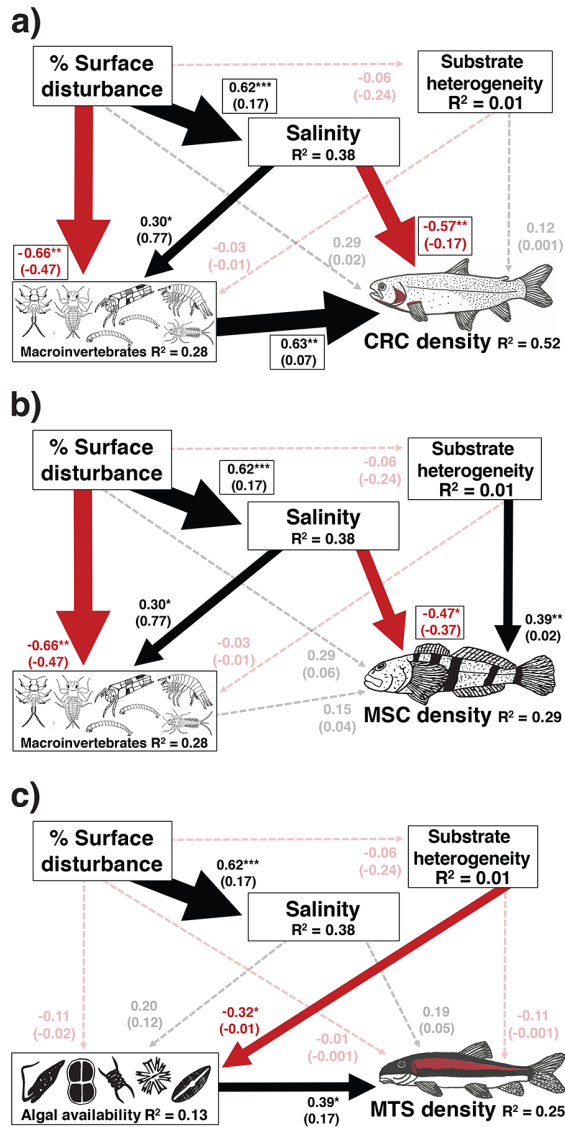 a)
% Surface
disturbance
Substrate
heterogeneity
R² = 0.01
-0.06
(-0.24)
0.62***
(0.17)
Salinity
R² = 0.38
0.30*
(0.77)
-0.03
(-0.01)
0.29
(0.02)
-0.57**
(-0.17)
0.12
(0.001)
-0.66**
(-0.47)
Macroinvertebrates R² = 0.28
0.63**
(0.07)
CRC density R² = 0.52
b)
% Surface
disturbance
Substrate
heterogeneity
R² = 0.01
-0.06
(-0.24)
0.62***
(0.17)
Salinity
R² = 0.38
0.30*
(0.77)
-0.03
(-0.01)
0.29
(0.06)
-0.47*
(-0.37)
0.39**
(0.02)
-0.66**
(-0.47)
0.15
(0.04)
Macroinvertebrates R² = 0.28
MSC density R² = 0.29
c)
% Surface
disturbance
Substrate
heterogeneity
R² = 0.01
-0.06
(-0.24)
0.62***
(0.17)
Salinity
R² = 0.38
-0.11
(-0.02)
0.20
(0.12)
-0.32*
(-0.01)
-0.01
(-0.001)
0.19
(0.05)
-0.11
(-0.001)
Algal availability R² = 0.13
0.39*
(0.17)
MTS density R² = 0.25